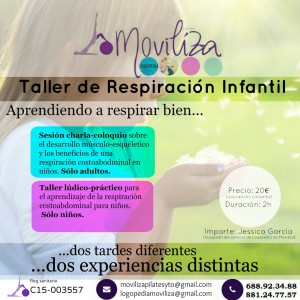 Moviliza
Taller de Respiración Infantil
Aprendiendo a respirar bien...
Sesión charla-coloquio sobre
el desarrollo músculo-esquelético
y los beneficios de una
respiración costoabodminal en
niños. Sólo adultos.
Taller lúdico-práctico para
el aprendizaje de la respiración
costoabdominal para niños.
Sólo niños.
Precio: 20€
Duración: 2h
Imparte: Jessica García
...dos tardes diferentes
...dos experiencias distintas
Reg.sanitario
C15-003557
movilizapilatesyto@gmail.com
logopediamoviliza@gmail.com
688.92.34.88
881.24.77.57